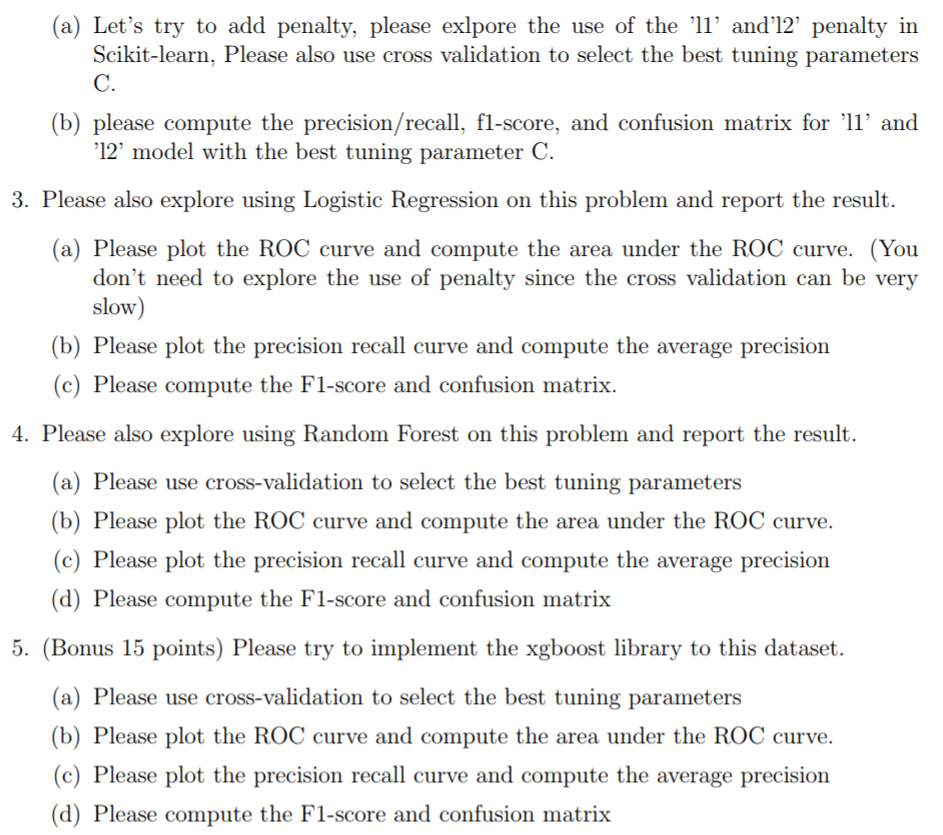 (a) Let’s try to add penalty, please exlpore the use of the ’l1’ and’l2’ penalty in
Scikit-learn, Please also use cross validation to select the best tuning parameters
C.
(b) please compute the precision/recall, f1-score, and confusion matrix for ’l1’ and
’l2’ model with the best tuning parameter C.
3. Please also explore using Logistic Regression on this problem and report the result.
(a) Please plot the ROC curve and compute the area under the ROC curve. (You
don’t need to explore the use of penalty since the cross validation can be very
slow)
(b) Please plot the precision recall curve and compute the average precision
(c) Please compute the F1-score and confusion matrix.
4. Please also explore using Random Forest on this problem and report the result.
(a) Please use cross-validation to select the best tuning parameters
(b) Please plot the ROC curve and compute the area under the ROC curve.
(c) Please plot the precision recall curve and compute the average precision
(d) Please compute the F1-score and confusion matrix
5. (Bonus 15 points) Please try to implement the xgboost library to this dataset.
(a) Please use cross-validation to select the best tuning parameters
(b) Please plot the ROC curve and compute the area under the ROC curve.
(c) Please plot the precision recall curve and compute the average precision
(d) Please compute the F1-score and confusion matrix